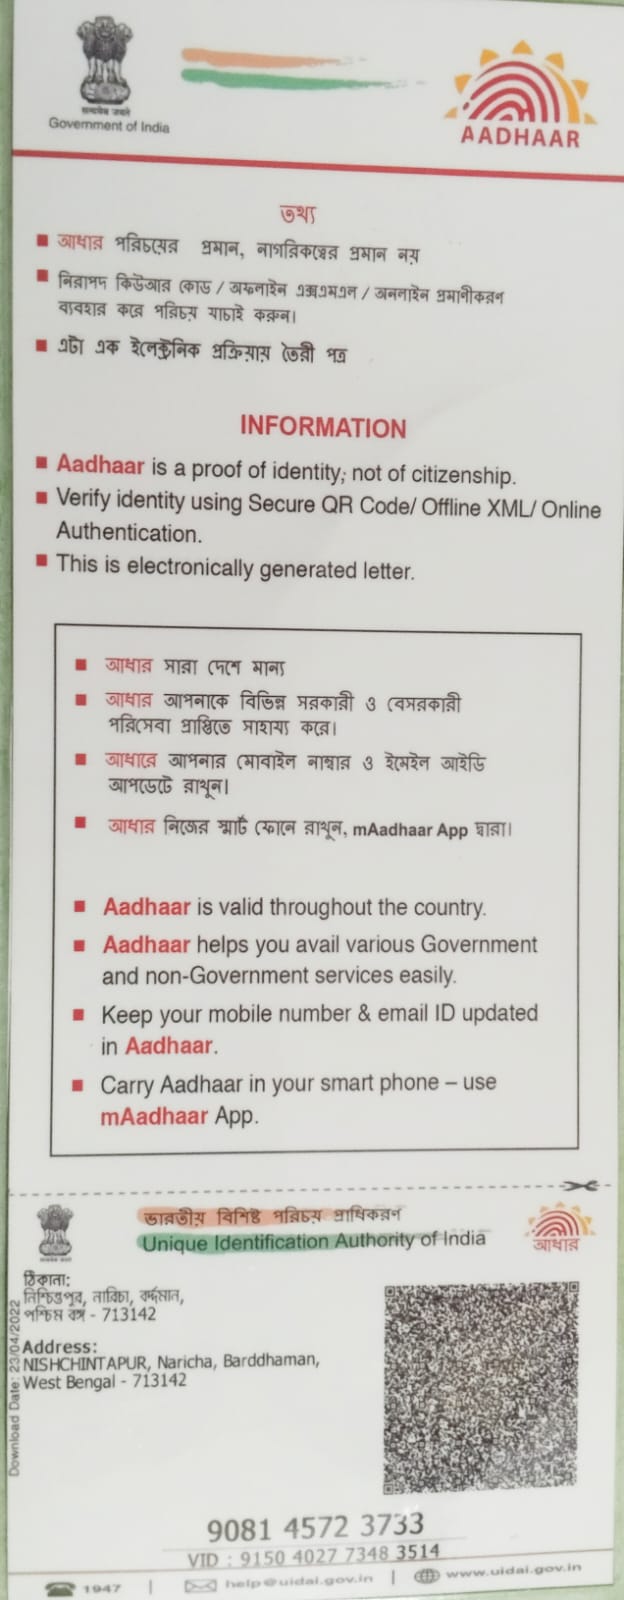 सत्यमेव जयते
Government of India
AADHAAR
তথ্য
আধার পরিচয়ের প্রমান, নাগরিকত্বের প্রমান নয়
নিরাপদ কিউআর কোড / অফলাইন এক্সএমএল / অনলাইন প্রমাণীকরণ
ব্যবহার করে পরিচয় যাচাই করুন।
এটা এক ইলেক্ট্রনিক প্রক্রিয়ায় তৈরী পত্র
INFORMATION
Aadhaar is a proof of identity, not of citizenship.
Verify identity using Secure QR Code/ Offline XML/ Online
Authentication.
This is electronically generated letter.
আধার সারা দেশে মান্য
আধার আপনাকে বিভিন্ন সরকারী ও বেসরকারী
পরিসেবা প্রাপ্তিতে সাহায্য করে।
আধারে আপনার মোবাইল নাম্বার ও ইমেইল আইডি
আপডেটে রাখুন।
আধার নিজের স্মার্ট ফোনে রাখুন, mAadhaar App দ্বারা।
Aadhaar is valid throughout the country.
Aadhaar helps you avail various Government
and non-Government services easily.
Keep your mobile number & email ID updated
in Aadhaar.
Carry Aadhaar in your smart phone – use
mAadhaar App.
ভারতীয় বিশিষ্ট পরিচয় প্রাধিকরণ
Unique Identification Authority of India
আধার
ঠিকানা:
নিশ্চিন্তপুর, নারিচা, বর্দ্ধমান,
পশ্চিম বঙ্গ - 713142
Address:
NISHCHINTAPUR, Naricha, Barddhaman,
West Bengal - 713142
Download Date: 23/04/2022
9081 4572 3733
VID : 9150 4027 7348 3514
1947 | help@uidai.gov.in | www.uidai.gov.in